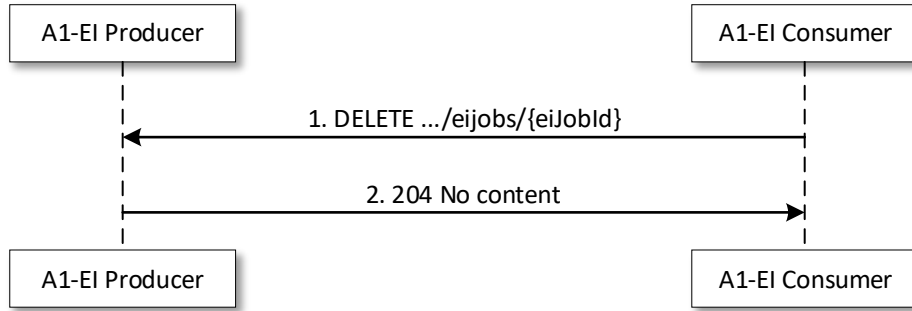 A1-EI Producer
A1-EI Consumer
1. DELETE .../eijobs/{eiJobId}
2. 204 No content
A1-EI Producer
A1-EI Consumer